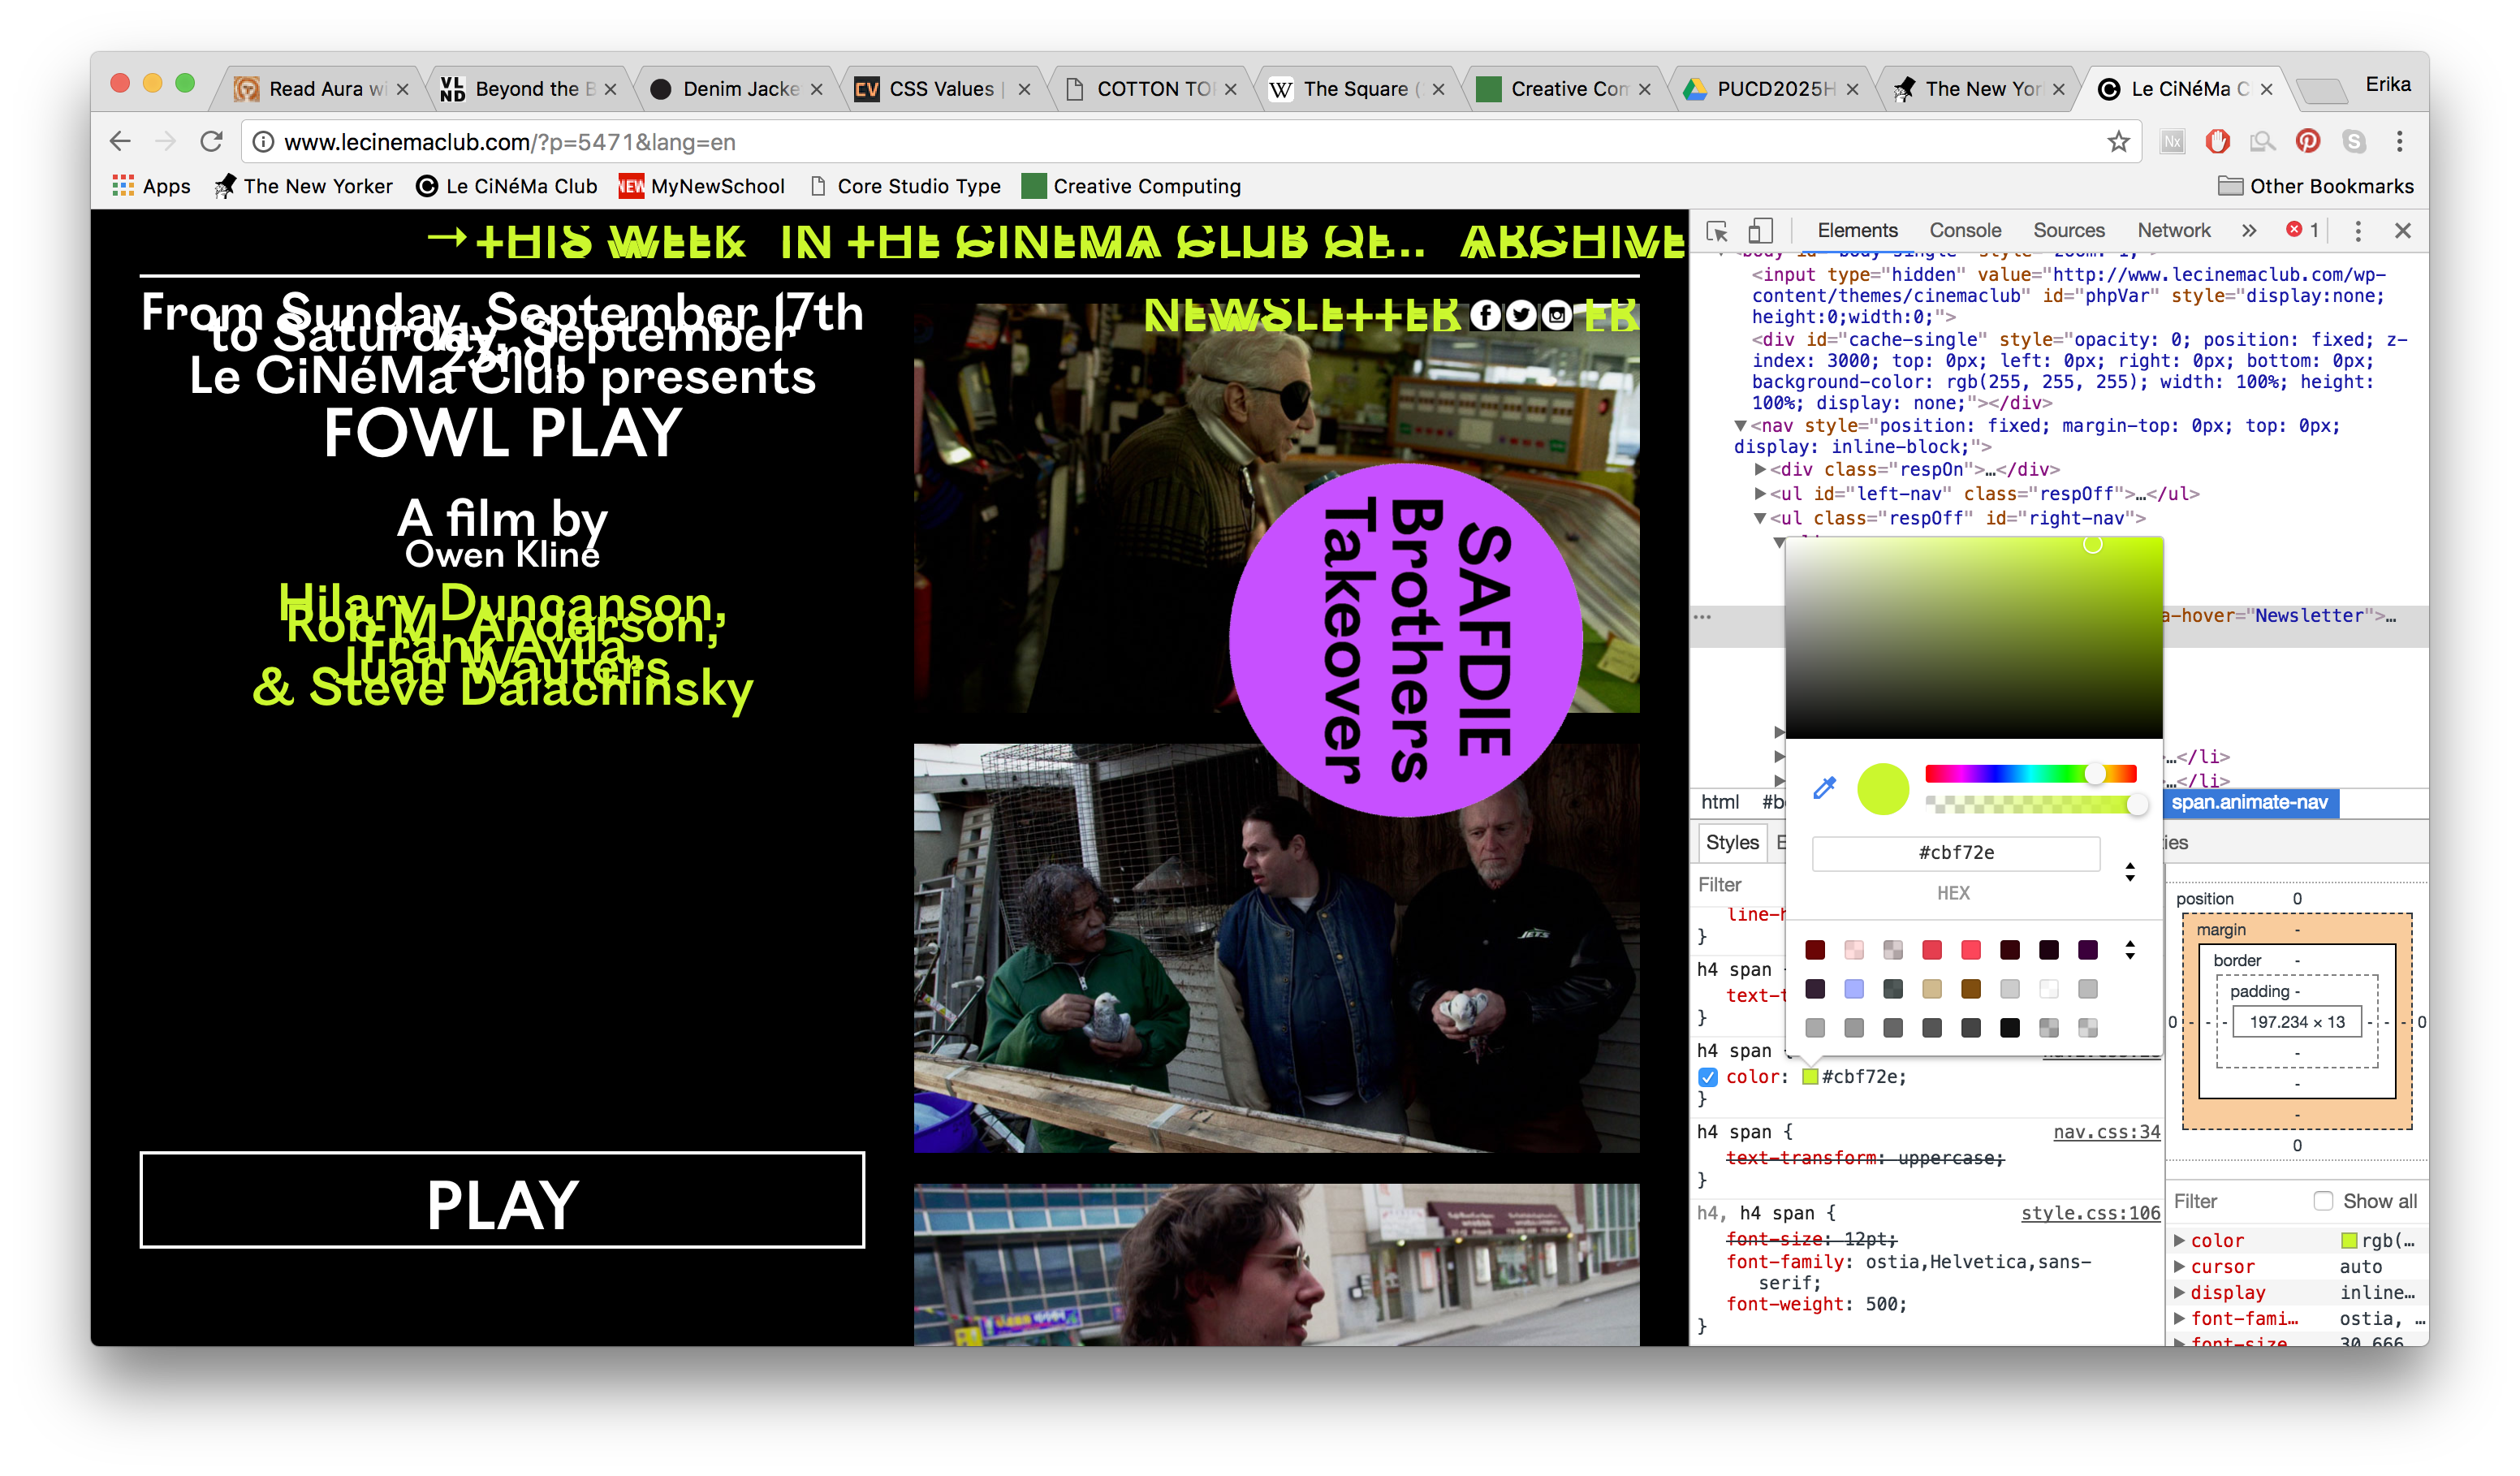 Read Aura wi
Beyond the B
Denim Jacke
CSS Values |
COTTON TO
The Square (
Creative Com
PUCD2025H
The New Yor
Le CiNéMa C
Erika
www.lecinemaclub.com/?p=5471&lang=en
Apps
The New Yorker
Le CiNéMa Club
NEW MyNewSchool
Core Studio Type
Creative Computing
Other Bookmarks
→THIS WEEK IN THE CINEMA CLUB OF... ARCHIVE
NEWSLETTER
FR
From Sunday, September 17th
to Saturday, September
23rd,
Le CiNéMa Club presents
FOWL PLAY
A film by
Owen Kline
Hilary Duncanson,
Rob M. Anderson,
Frank Avila,
Juan Wauters
& Steve Dalachinsky
PLAY
SAFDIE
Brothers
Takeover
JETS
Elements Console Sources Network » 1
<input type="hidden" value="http://www.lecinemaclub.com/wp-
content/themes/cinemaclub" id="phpVar" style="display:none;
height:0;width:0;">
<div id="cache-single" style="opacity: 0; position: fixed; z-
index: 3000; top: 0px; left: 0px; right: 0px; bottom: 0px;
background-color: rgb(255, 255, 255); width: 100%; height:
100%; display: none;"></div>
▼<nav style="position: fixed; margin-top: 0px; top: 0px;
display: inline-block;">
▶<div class="respOn">…</div>
▶<ul id="left-nav" class="respOff">…</ul>
▼<ul class="respOff" id="right-nav">
a-hover="Newsletter">…
…</li>
…</li>
html #b
span.animate-nav
Styles
ies
Filter
#cbf72e
HEX
line-h
}
h4 span
text-t
}
h4 span {
color: #cbf72e;
}
h4 span {
nav.css:34
text-transform: uppercase;
}
h4, h4 span {
style.css:106
font-size: 12pt;
font-family: ostia,Helvetica,sans-
serif;
font-weight: 500;
}
position 0
margin -
border -
padding -
0 - - - 197.234 × 13 - - - 0
-
-
-
0
Filter
Show all
▶color rgb(…
▶cursor auto
▶display inline…
▶font-fami… ostia, …
▶font-size 30.666